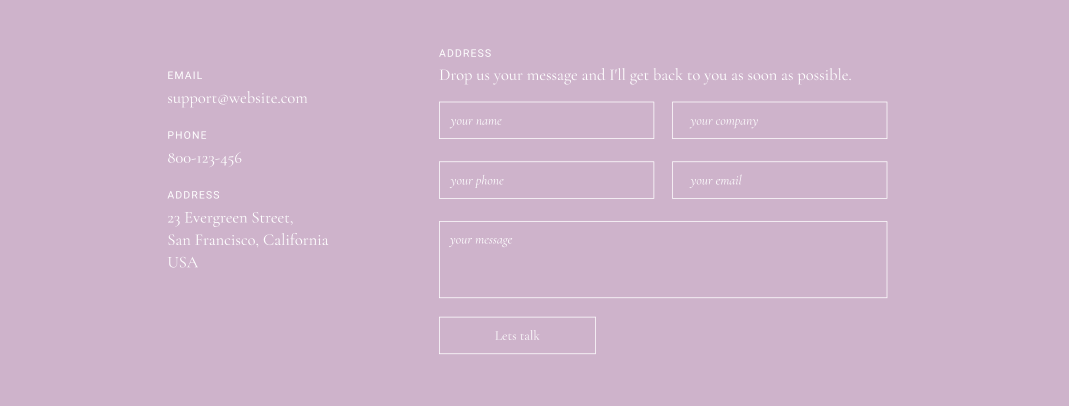 EMAIL
support@website.com
PHONE
800-123-456
ADDRESS
23 Evergreen Street,
San Francisco, California
USA
ADDRESS
Drop us your message and I'll get back to you as soon as possible.
your name
your company
your phone
your email
your message
Lets talk